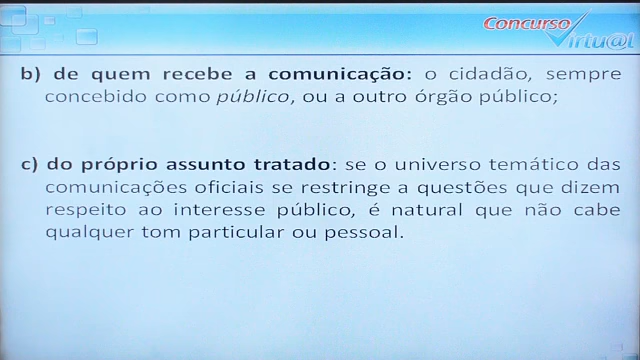 Concurso
Virtu@l
b) de quem recebe a comunicação: o cidadão, sempre
concebido como público, ou a outro órgão público;
c) do próprio assunto tratado: se o universo temático das
comunicações oficiais se restringe a questões que dizem
respeito ao interesse público, é natural que não cabe
qualquer tom particular ou pessoal.